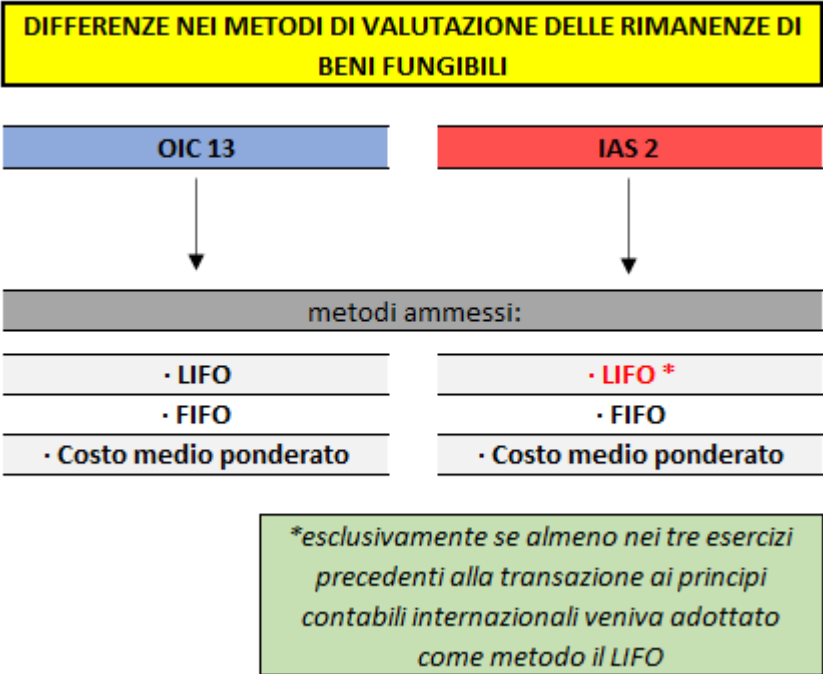 DIFFERENZE NEI METODI DI VALUTAZIONE DELLE RIMANENZE DI
BENI FUNGIBILI
OIC 13
IAS 2
metodi ammessi:
· LIFO
· LIFO *
· FIFO
· FIFO
· Costo medio ponderato
· Costo medio ponderato
*esclusivamente se almeno nei tre esercizi
precedenti alla transazione ai principi
contabili internazionali veniva adottato
come metodo il LIFO